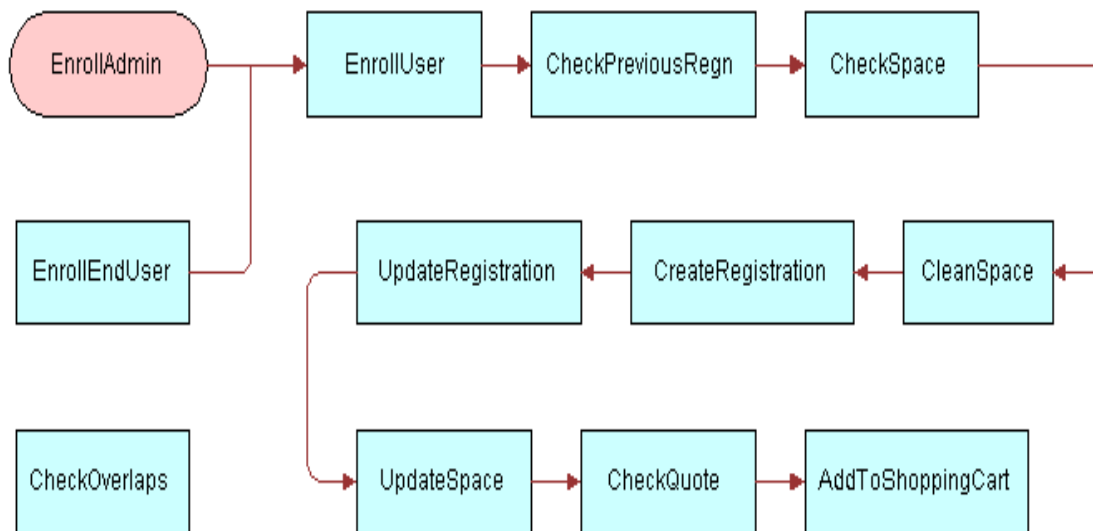 EnrollAdmin
EnrollUser
CheckPreviousRegn
CheckSpace
EnrollEndUser
UpdateRegistration
CreateRegistration
CleanSpace
CheckOverlaps
UpdateSpace
CheckQuote
AddToShoppingCart